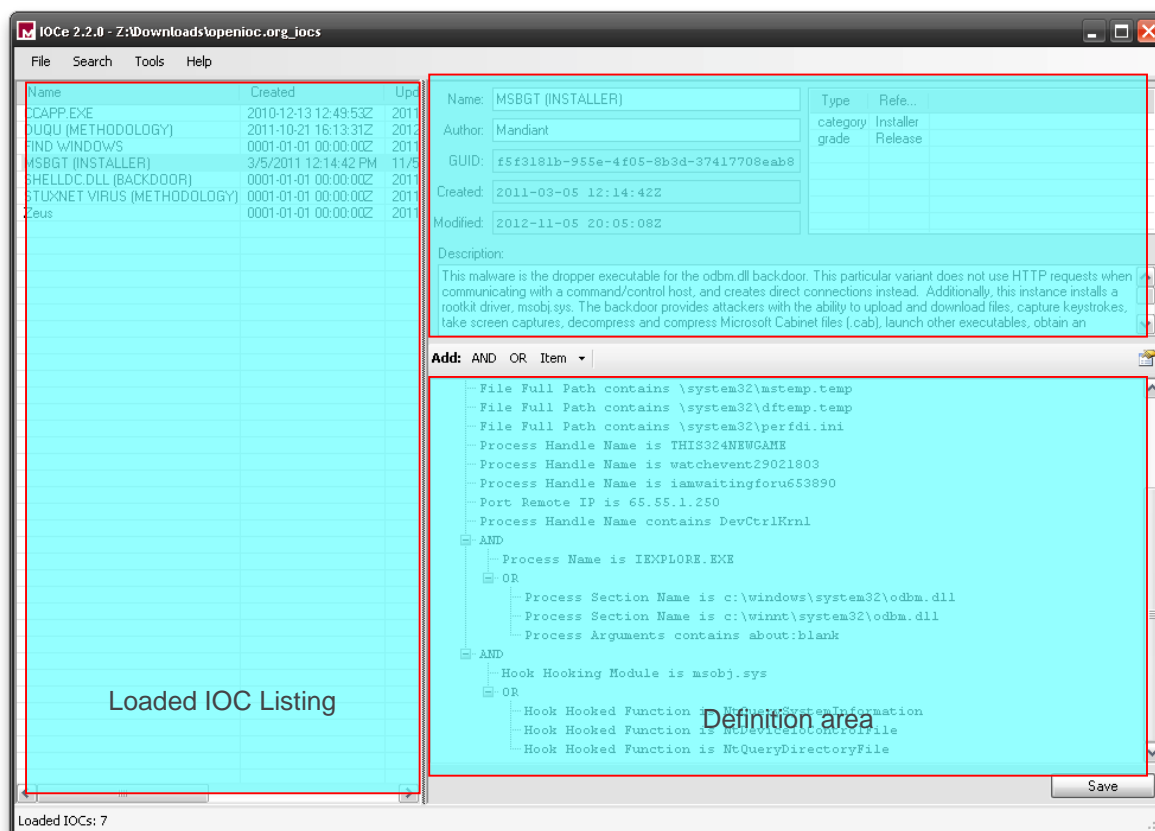 IOCe 2.2.0 - Z:\Downloads\openioc.org_iocs
File Search Tools Help
Name Created Upd
CCAPP.EXE 2010-12-13 12:49:53Z 2011
DUQU (METHODOLOGY) 2011-10-21 16:13:31Z 2012
FIND WINDOWS 0001-01-01 00:00:00Z 2011
MSBGT (INSTALLER) 3/5/2011 12:14:42 PM 11/5
SHELLDC.DLL (BACKDOOR) 0001-01-01 00:00:00Z 2011
STUXNET VIRUS (METHODOLOGY) 0001-01-01 00:00:00Z 2011
Zeus 0001-01-01 00:00:00Z 2011
Loaded IOC Listing
Name: MSBGT (INSTALLER)
Author: Mandiant
GUID: f5f3181b-955e-4f05-8b3d-37417708eab8
Created: 2011-03-05 12:14:42Z
Modified: 2012-11-05 20:05:08Z
Type Refe...
category Installer
grade Release
Description:
This malware is the dropper executable for the odbm.dll backdoor. This particular variant does not use HTTP requests when
communicating with a command/control host, and creates direct connections instead. Additionally, this instance installs a
rootkit driver, msobj.sys. The backdoor provides attackers with the ability to upload and download files, capture keystrokes,
take screen captures, decompress and compress Microsoft Cabinet files (.cab), launch other executables, obtain an
Add: AND OR Item
File Full Path contains \system32\mstemp.temp
File Full Path contains \system32\dftemp.temp
File Full Path contains \system32\perfdi.ini
Process Handle Name is THIS324NEWGAME
Process Handle Name is watchevent29021803
Process Handle Name is iamwaitingforu653890
Port Remote IP is 65.55.1.250
Process Handle Name contains DevCtrlKrnl
AND
Process Name is IEXPLORE.EXE
OR
Process Section Name is c:\windows\system32\odbm.dll
Process Section Name is c:\winnt\system32\odbm.dll
Process Arguments contains about:blank
AND
Hook Hooking Module is msobj.sys
OR
Hook Hooked Function is NtQuerySystemInformation
Definition area
Hook Hooked Function is NtDeviceIoControlFile
Hook Hooked Function is NtQueryDirectoryFile
Save
Loaded IOCs: 7